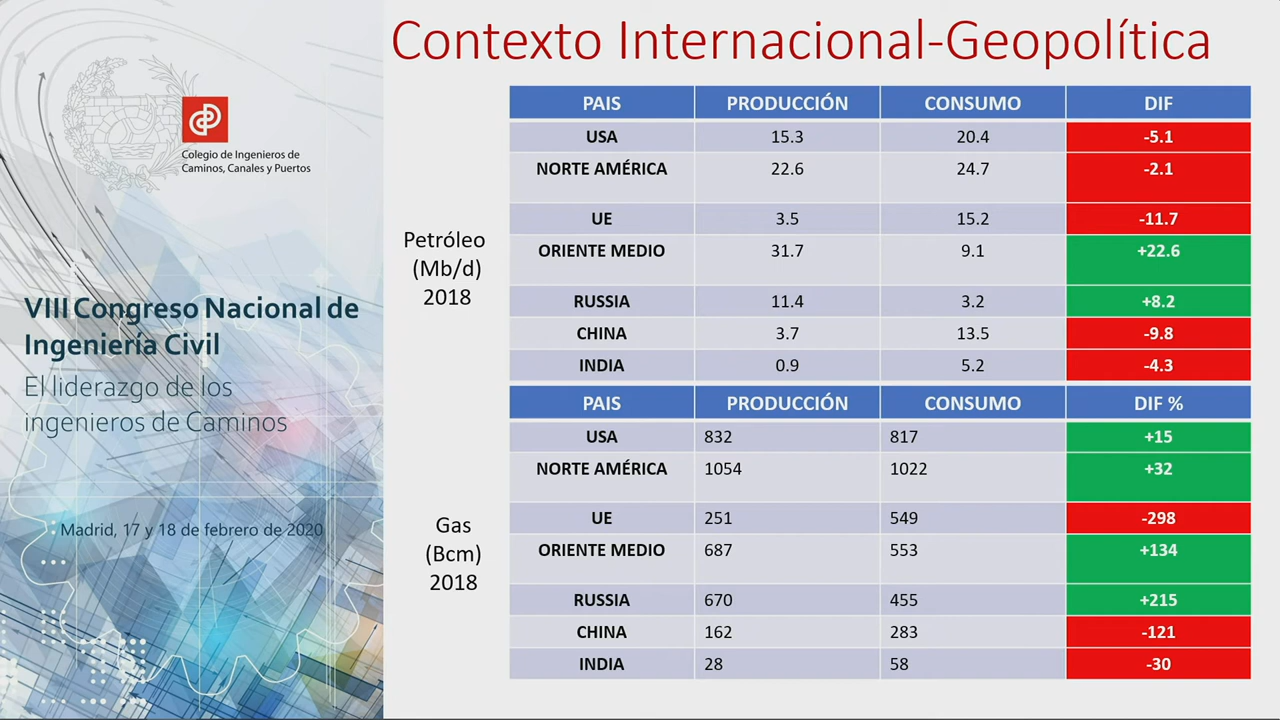 Contexto Internacional-Geopolítica
Colegio de Ingenieros de
Caminos, Canales y Puertos
VIII Congreso Nacional de
Ingeniería Civil
El liderazgo de los
ingenieros de Caminos
Madrid, 17 y 18 de febrero de 2020
Petróleo
(Mb/d)
2018
PAIS PRODUCCIÓN CONSUMO DIF
USA 15.3 20.4 -5.1
NORTE AMÉRICA 22.6 24.7 -2.1
UE 3.5 15.2 -11.7
ORIENTE MEDIO 31.7 9.1 +22.6
RUSSIA 11.4 3.2 +8.2
CHINA 3.7 13.5 -9.8
INDIA 0.9 5.2 -4.3
Gas
(Bcm)
2018
PAIS PRODUCCIÓN CONSUMO DIF %
USA 832 817 +15
NORTE AMÉRICA 1054 1022 +32
UE 251 549 -298
ORIENTE MEDIO 687 553 +134
RUSSIA 670 455 +215
CHINA 162 283 -121
INDIA 28 58 -30